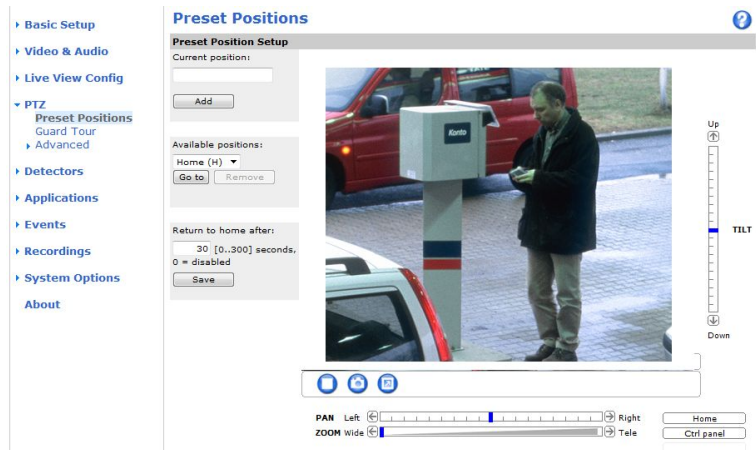 Preset Positions
Basic Setup
Video & Audio
Live View Config
PTZ
Preset Positions
Guard Tour
Advanced
Detectors
Applications
Events
Recordings
System Options
About
Preset Position Setup
Current position:
Add
Available positions:
Home (H)
Go to
Remove
Return to home after:
30 [0..300] seconds,
0 = disabled
Save
Konto
Up
TILT
Down
PAN Left Right
ZOOM Wide Tele
Home
Ctrl panel